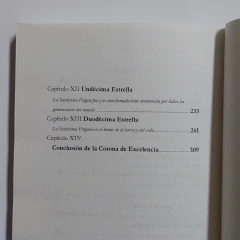 Capítulo XII Undécima Estrella
La Santísima Virgen fue y es aún llamada bien aventurada por todas las
generaciones del mundo 233
Capítulo XIII Duodécima Estrella
La Santísima Virgen es el honor de la tierra y del cielo 261
Capítulo XIV
Conclusión de la Corona de Excelencia 309